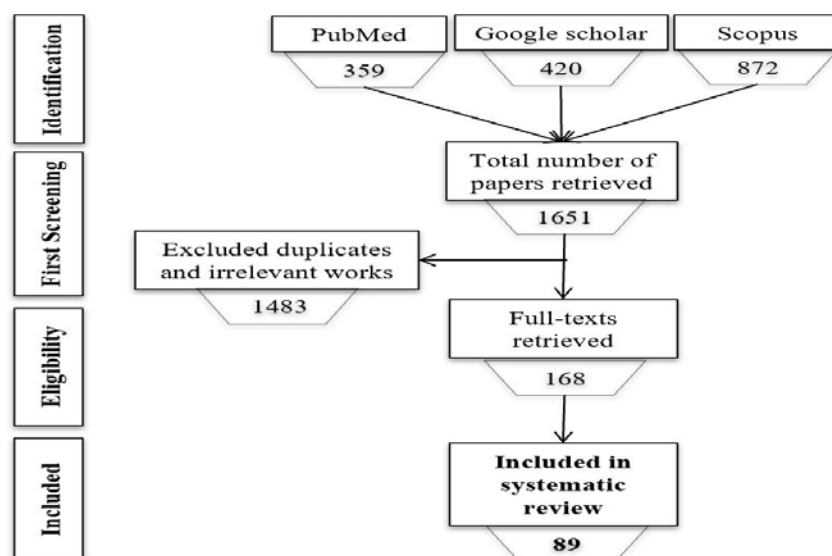 Identification
PubMed
Google scholar
Scopus
359
420
872
First Screening
Total number of
papers retrieved
1651
Excluded duplicates
and irrelevant works
1483
Eligibility
Full-texts
retrieved
168
Included
Included in
systematic
review
89